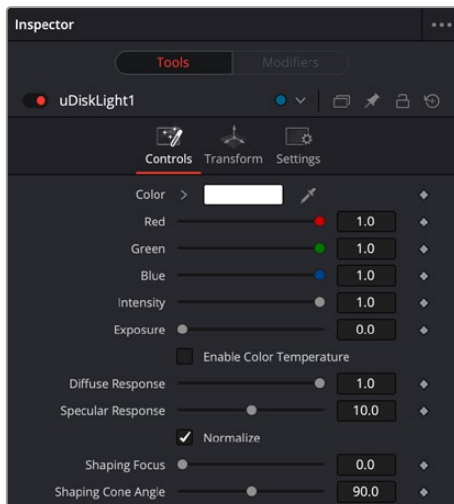 Inspector
Tools Modifiers
uDiskLight1
Controls Transform Settings
Color
Red 1.0
Green 1.0
Blue 1.0
Intensity 1.0
Exposure 0.0
Enable Color Temperature
Diffuse Response 1.0
Specular Response 10.0
Normalize
Shaping Focus 0.0
Shaping Cone Angle 90.0